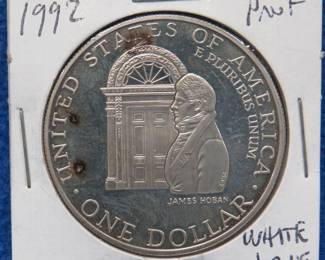 1992
Proof
UNITED STATES OF AMERICA
E PLURIBUS UNUM
JAMES HOBAN
ONE DOLLAR
WHITE